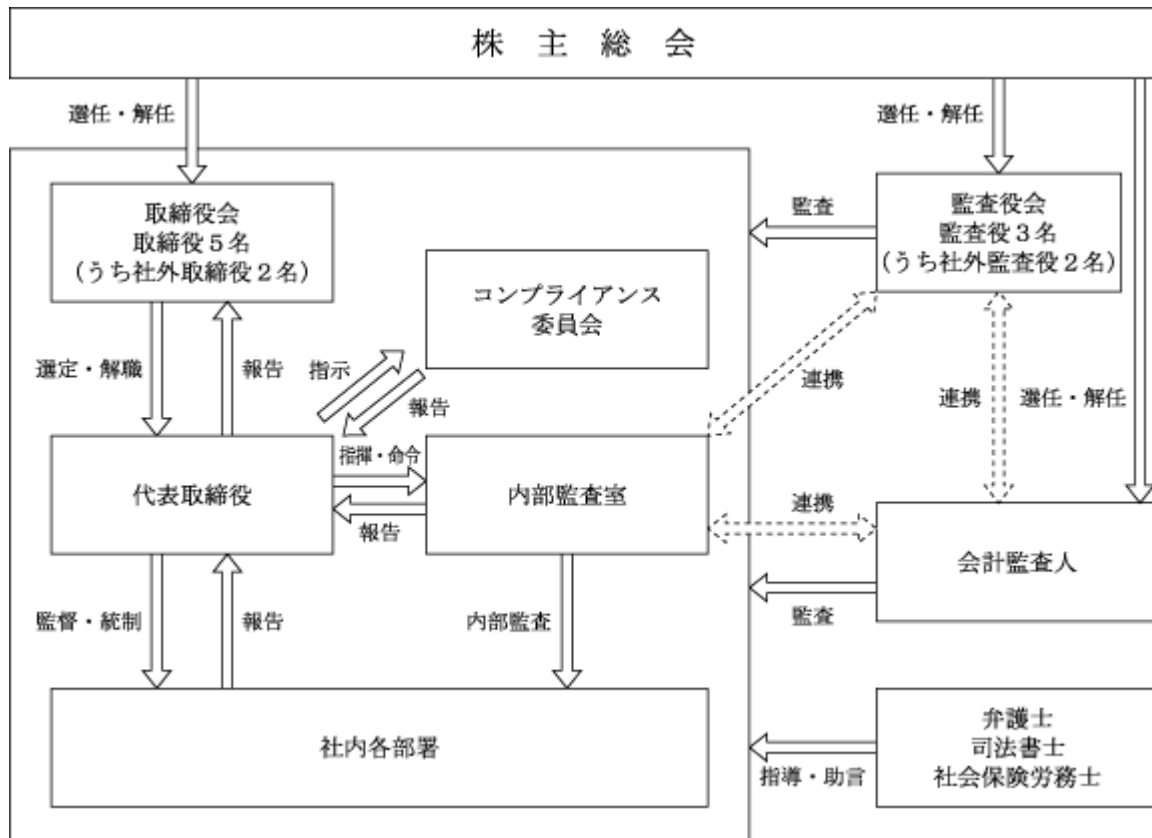 株主総会
選任・解任
選任・解任
取締役会
取締役5名
(うち社外取締役2名)
監査
監査役会
監査役3名
(うち社外監査役2名)
コンプライアンス
委員会
選定・解職
報告
指示
報告
連携
連携
選任・解任
指揮・命令
代表取締役
内部監査室
報告
連携
会計監査人
監督・統制
報告
内部監査
監査
社内各部署
弁護士
司法書士
社会保険労務士
指導・助言